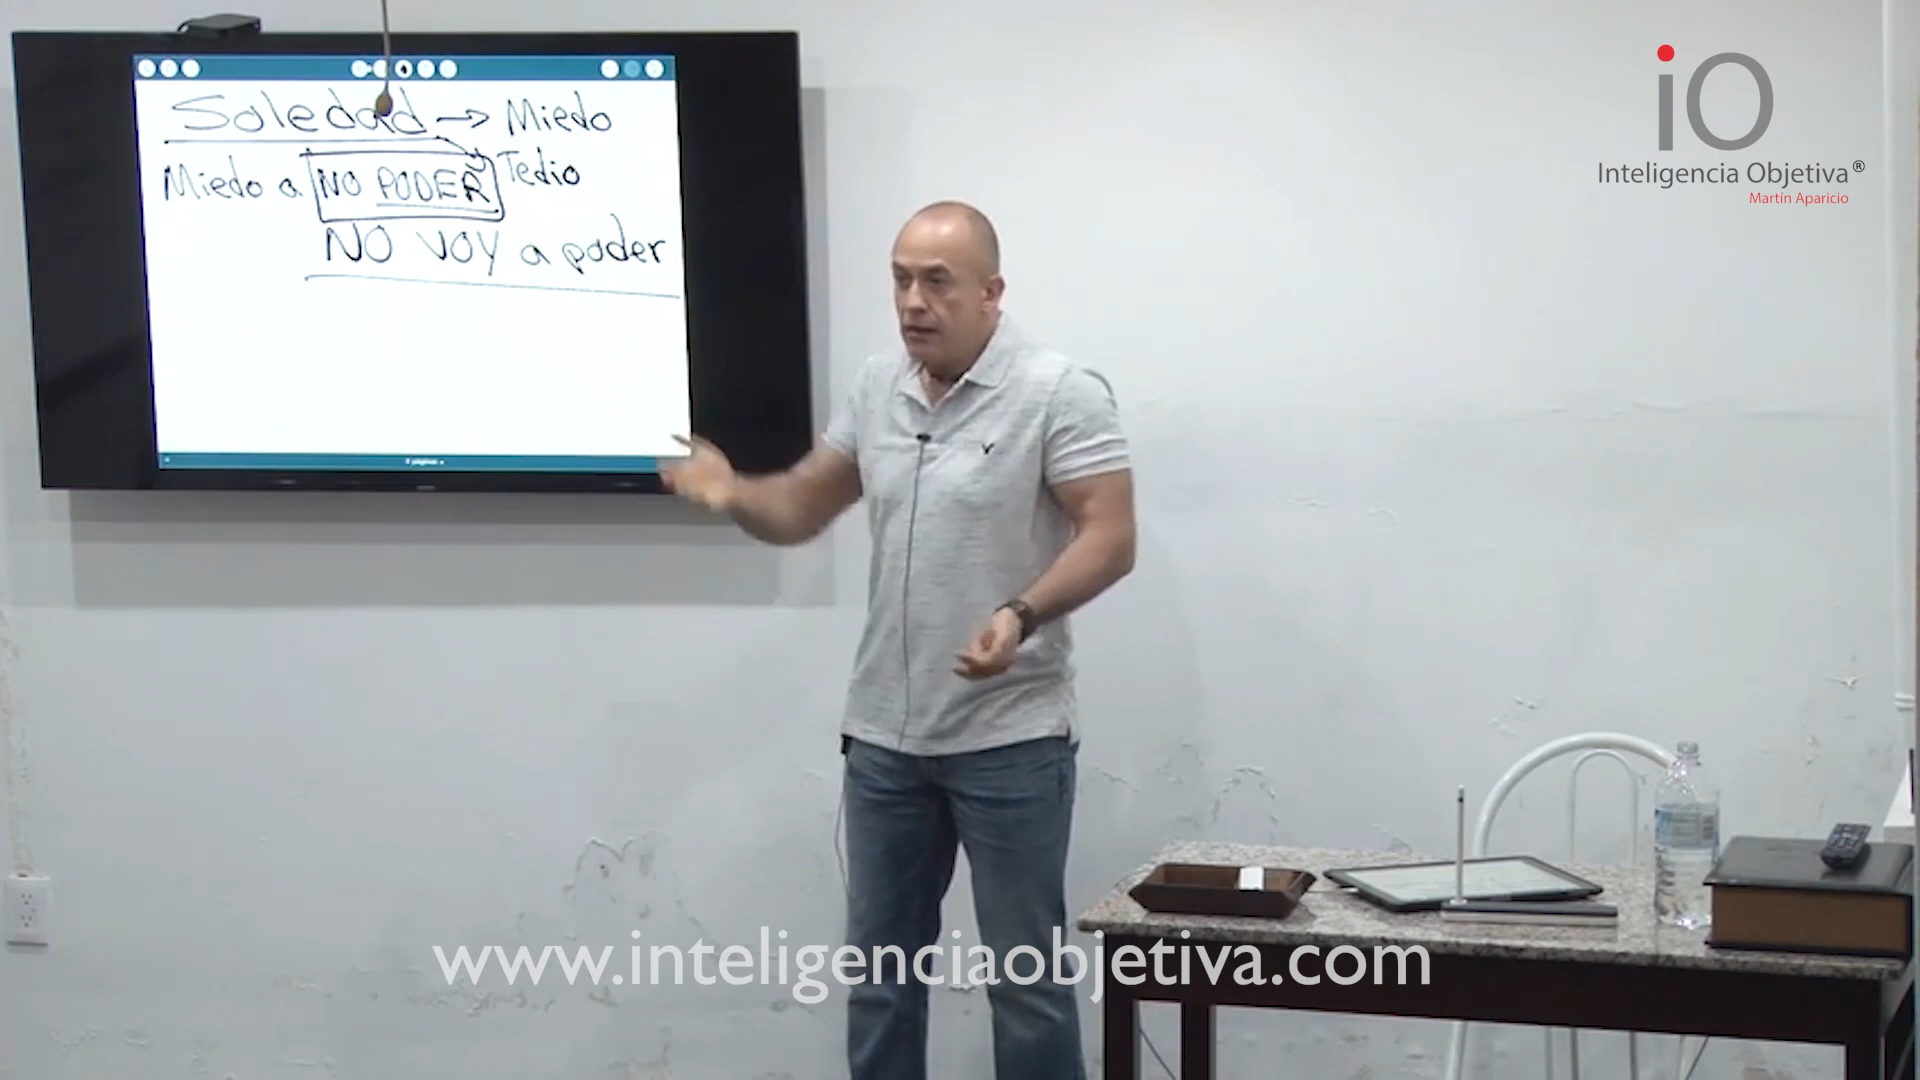 Soledad → Miedo
Tedio
Miedo a NO PODER
NO VOY a poder
iO
Inteligencia Objetiva®
Martín Aparicio
www.inteligenciaobjetiva.com